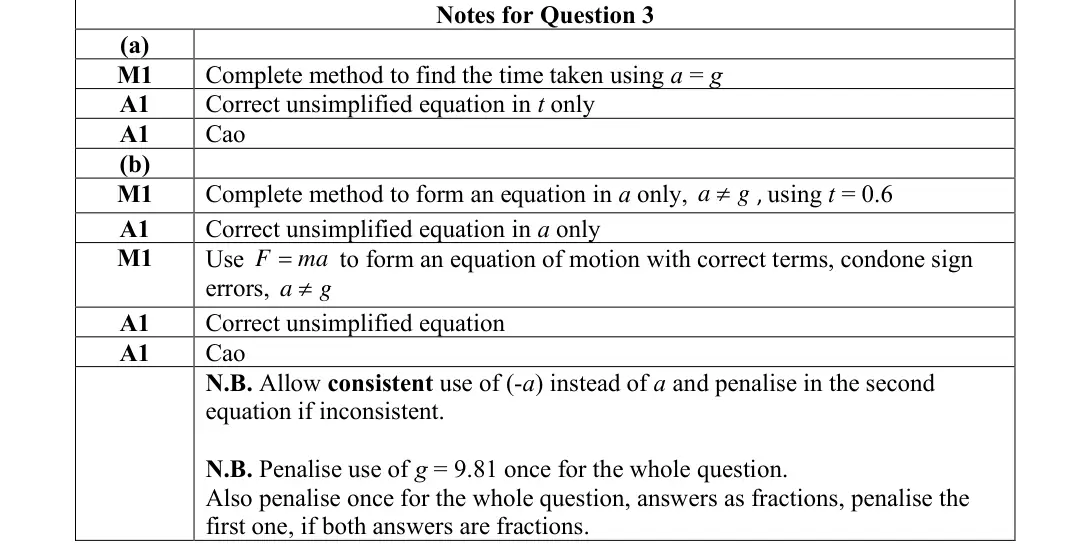 Notes for Question 3
(a)
M1 Complete method to find the time taken using a = g
A1 Correct unsimplified equation in t only
A1 Cao
(b)
M1 Complete method to form an equation in a only, a ≠ g , using t = 0.6
A1 Correct unsimplified equation in a only
M1 Use F = ma to form an equation of motion with correct terms, condone sign
errors, a ≠ g
A1 Correct unsimplified equation
A1 Cao
N.B. Allow consistent use of (-a) instead of a and penalise in the second
equation if inconsistent.
N.B. Penalise use of g = 9.81 once for the whole question.
Also penalise once for the whole question, answers as fractions, penalise the
first one, if both answers are fractions.